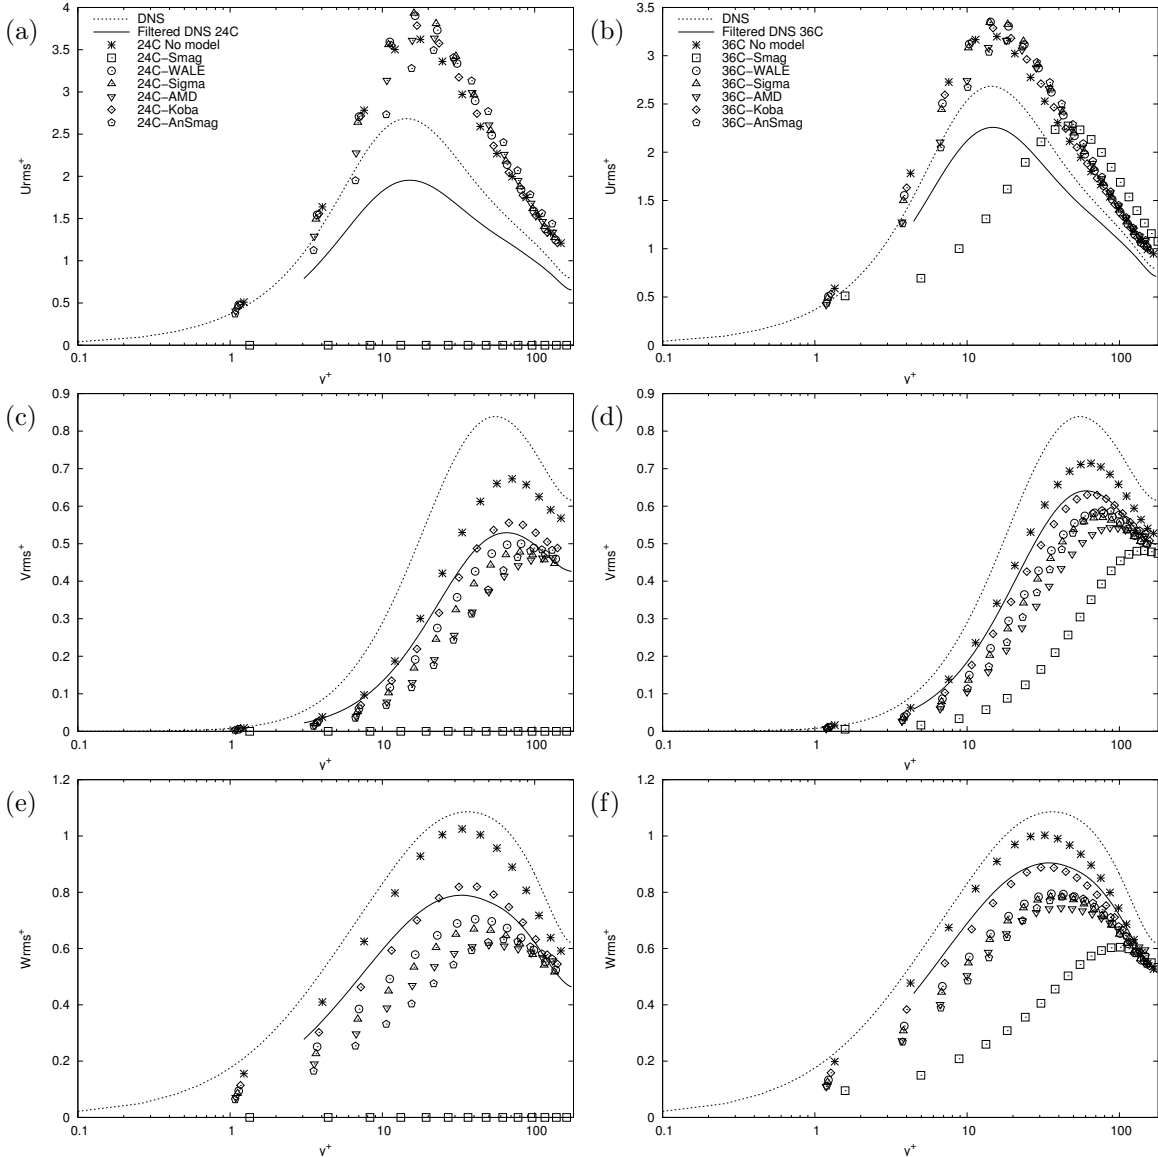 (a)
Urms+
4
3.5
3
2.5
2
1.5
1
0.5
0
DNS
Filtered DNS 24C
24C No model
24C−Smag
24C−WALE
24C−Sigma
24C−AMD
24C−Koba
24C−AnSmag
0.1 1 10 100
y+
(b)
Urms+
3.5
3
2.5
2
1.5
1
0.5
0
DNS
Filtered DNS 36C
36C No model
36C−Smag
36C−WALE
36C−Sigma
36C−AMD
36C−Koba
36C−AnSmag
0.1 1 10 100
y+
(c)
Vrms+
0.9
0.8
0.7
0.6
0.5
0.4
0.3
0.2
0.1
0
0.1 1 10 100
y+
(d)
Vrms+
0.9
0.8
0.7
0.6
0.5
0.4
0.3
0.2
0.1
0
0.1 1 10 100
y+
(e)
Wrms+
1.2
1
0.8
0.6
0.4
0.2
0
0.1 1 10 100
y+
(f)
Wrms+
1.2
1
0.8
0.6
0.4
0.2
0
0.1 1 10 100
y+